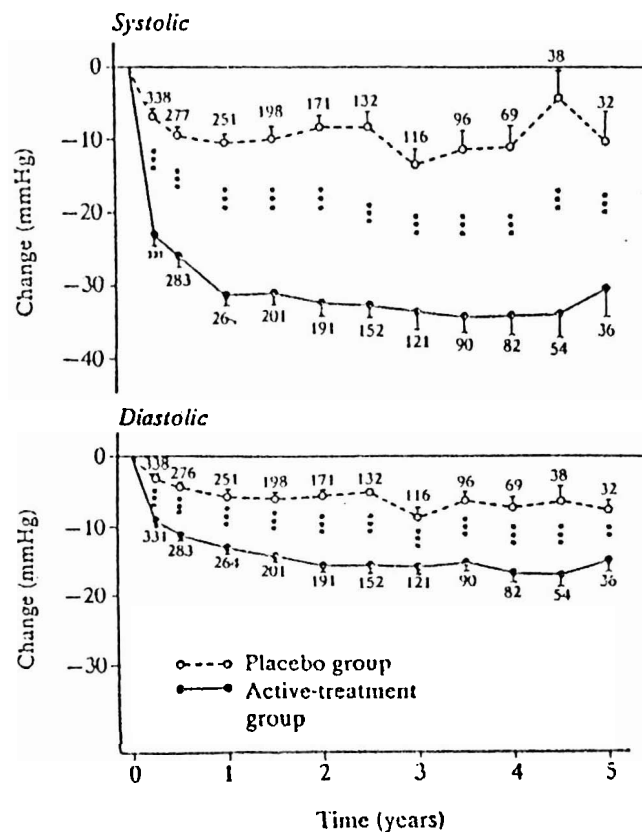 Systolic
0
−10
−20
−30
−40
Change (mmHg)
338 277 251 198 171 132 116 96 69 38 32
331 283 201 191 152 121 90 82 54 36
Diastolic
0
−10
−20
−30
Change (mmHg)
338 276 251 198 171 132 116 96 69 38 32
331 283 264 201 191 152 121 90 82 54 36
Placebo group
Active-treatment
group
0 1 2 3 4 5
Time (years)